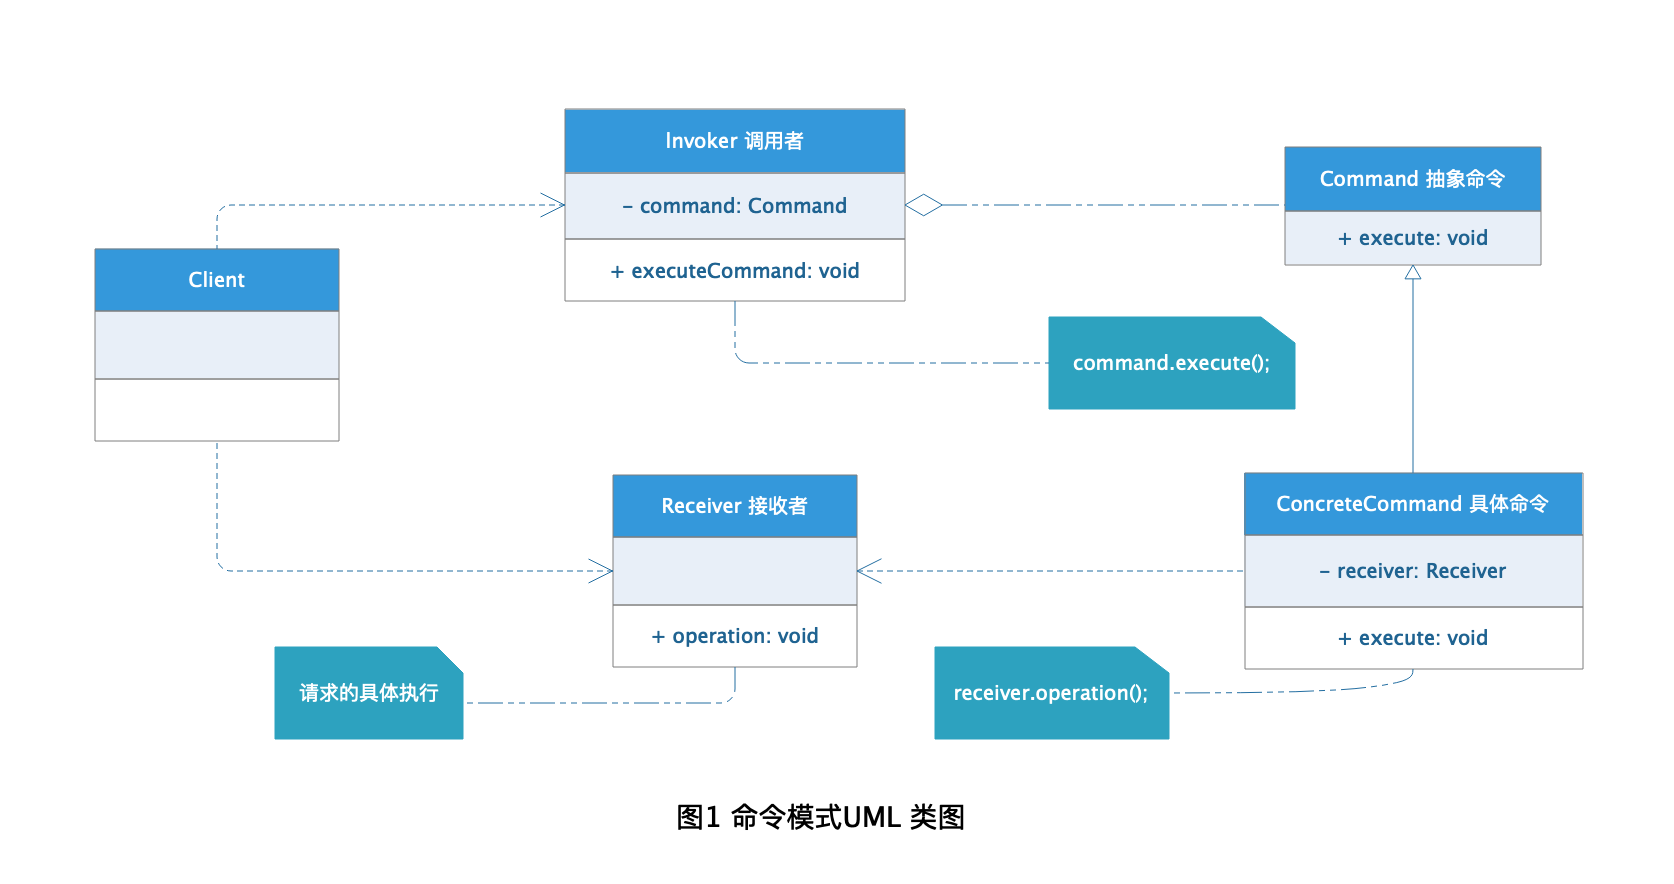 Invoker 调用者
- command: Command
+ executeCommand: void
Command 抽象命令
+ execute: void
Client
command.execute();
Receiver 接收者
+ operation: void
ConcreteCommand 具体命令
- receiver: Receiver
+ execute: void
请求的具体执行
receiver.operation();
图1 命令模式UML 类图